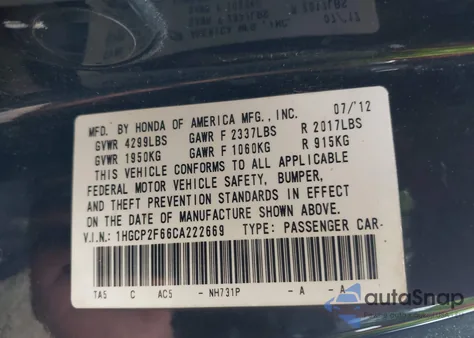 MFD. BY HONDA OF AMERICA MFG., INC. 07/12
GVWR 4299LBS GAWR F 2337LBS R 2017LBS
GVWR 1950KG GAWR F 1060KG R 915KG
THIS VEHICLE CONFORMS TO ALL APPLICABLE
FEDERAL MOTOR VEHICLE SAFETY, BUMPER,
AND THEFT PREVENTION STANDARDS IN EFFECT
ON THE DATE OF MANUFACTURE SHOWN ABOVE.
V.I.N.: 1HGCP2F66CA222669 TYPE: PASSENGER CAR
TA5 C AC5 - NH731P - A - A
autoSnap